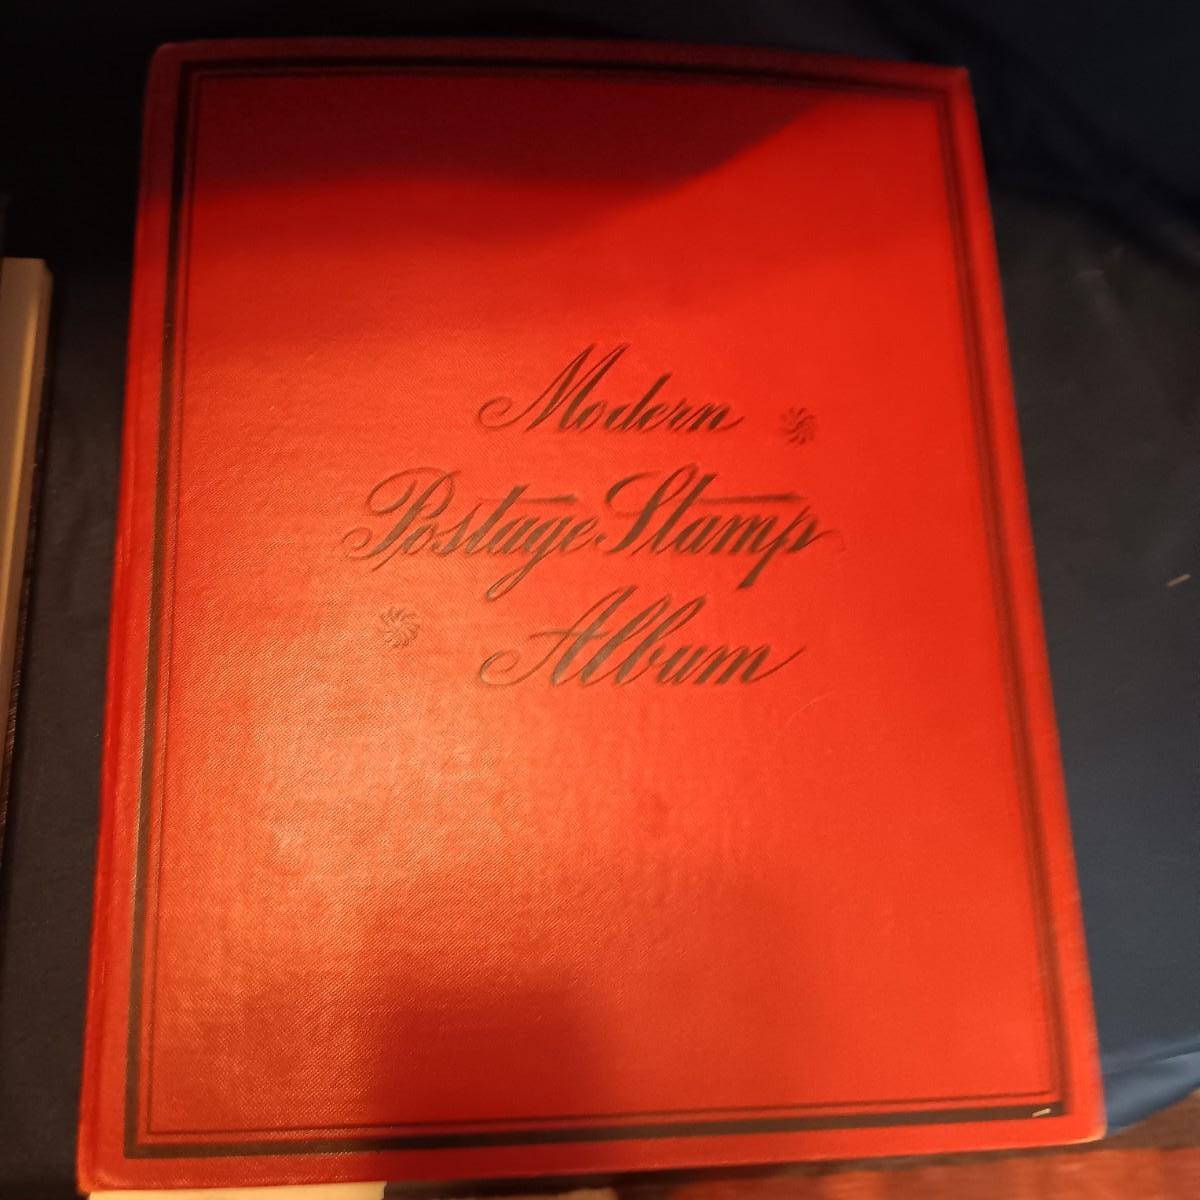 Modern
Postage Stamp
Album